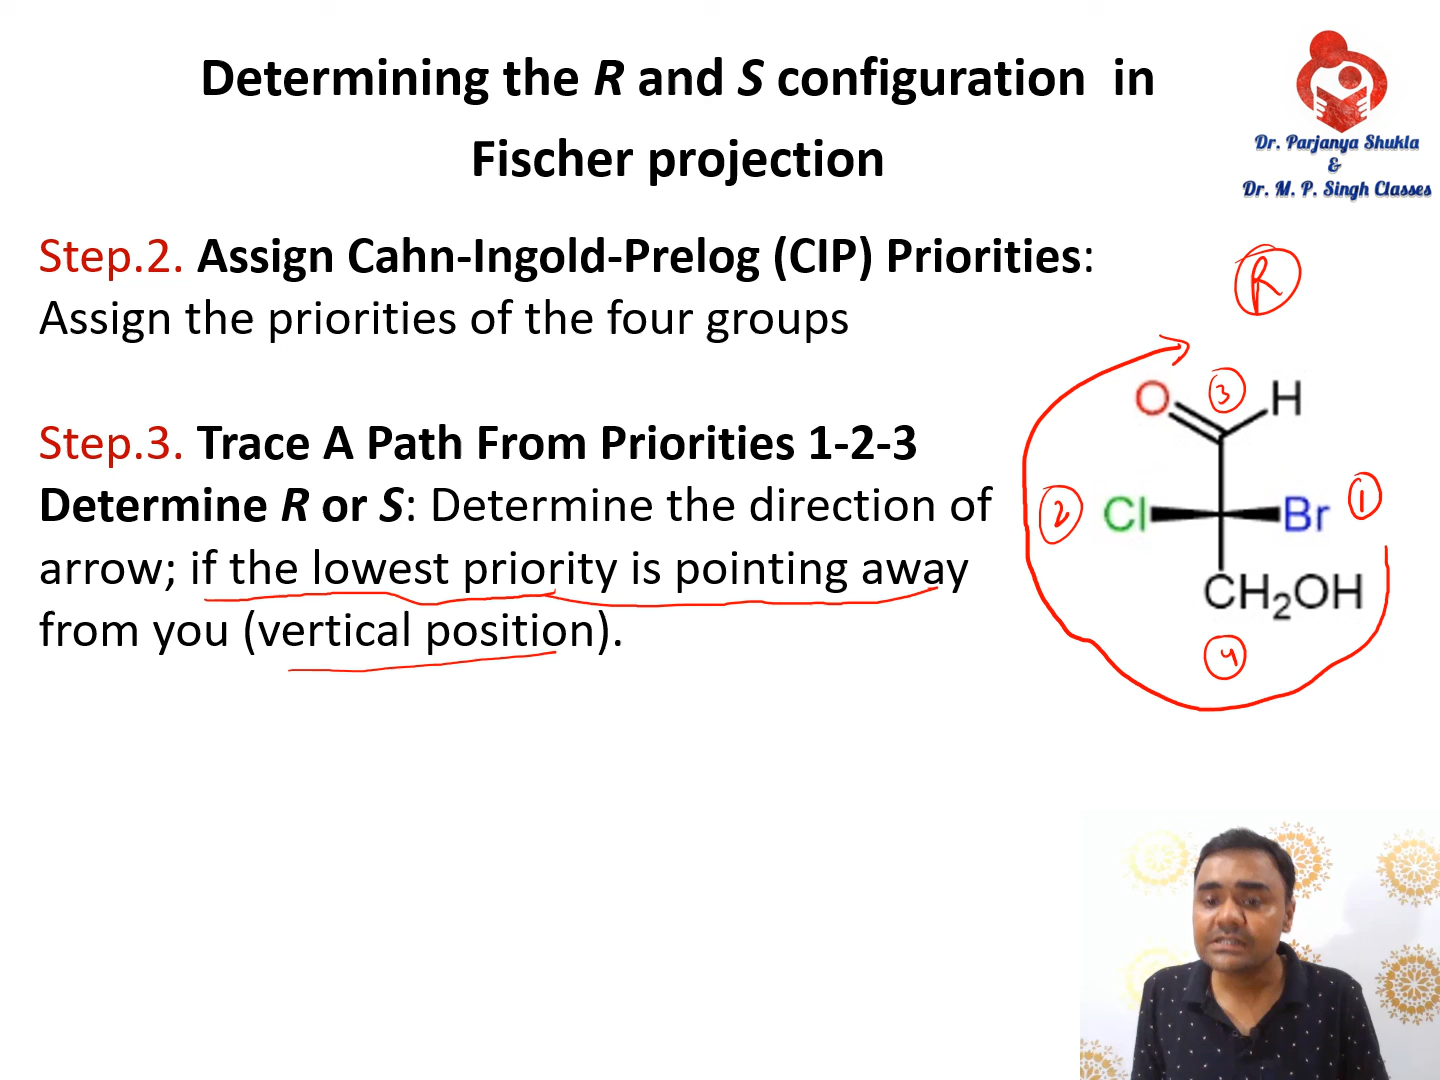 Determining the R and S configuration in
Fischer projection
Dr. Parjanya Shukla
&
Dr. M. P. Singh Classes
Step.2. Assign Cahn-Ingold-Prelog (CIP) Priorities:
Assign the priorities of the four groups
R
Step.3. Trace A Path From Priorities 1-2-3
Determine R or S: Determine the direction of
arrow; if the lowest priority is pointing away
from you (vertical position).
O 3 H
2 Cl Br 1
CH₂OH
4